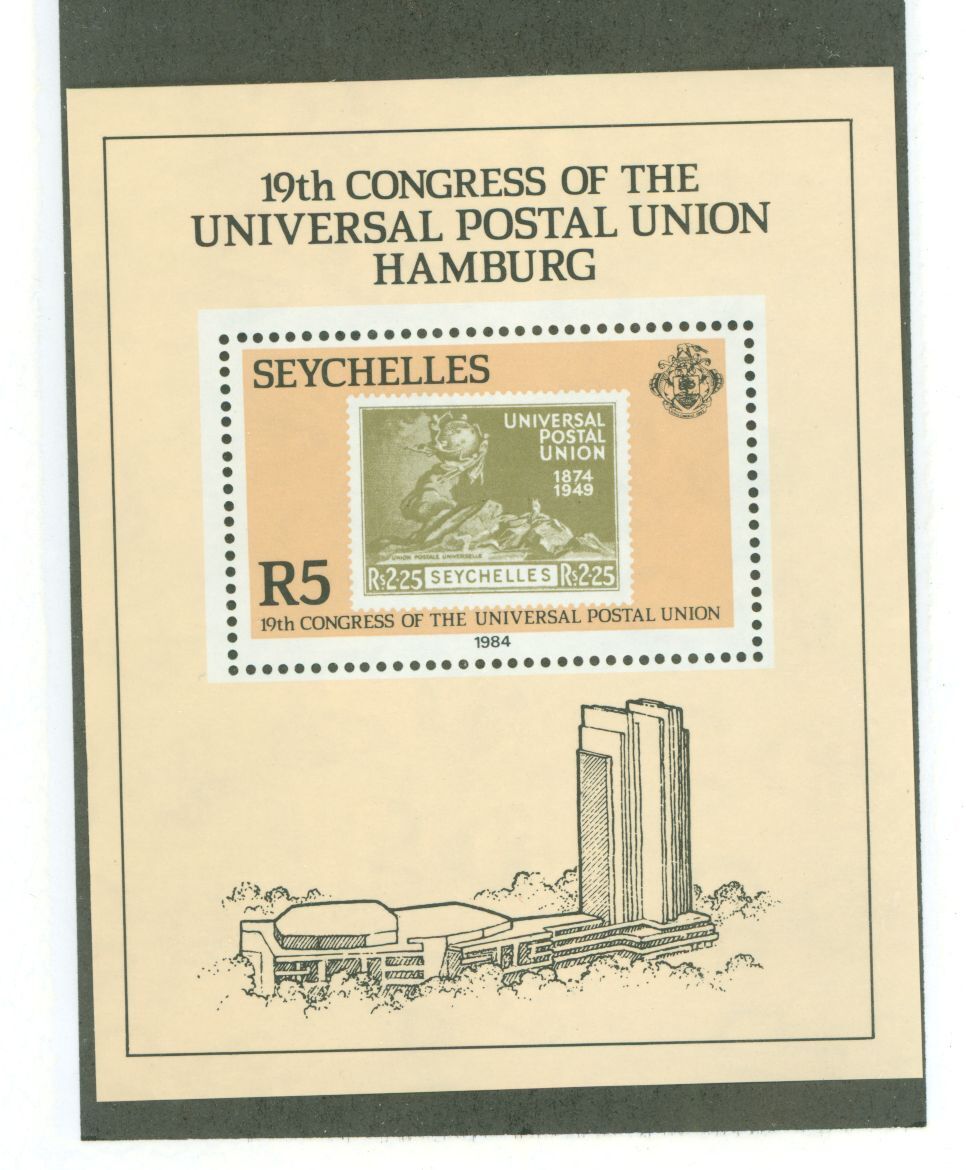 19th CONGRESS OF THE
UNIVERSAL POSTAL UNION
HAMBURG
SEYCHELLES
UNIVERSAL
POSTAL
UNION
1874
1949
UNION POSTALE UNIVERSELLE
Rs2·25 SEYCHELLES Rs2·25
R5
19th CONGRESS OF THE UNIVERSAL POSTAL UNION
1984